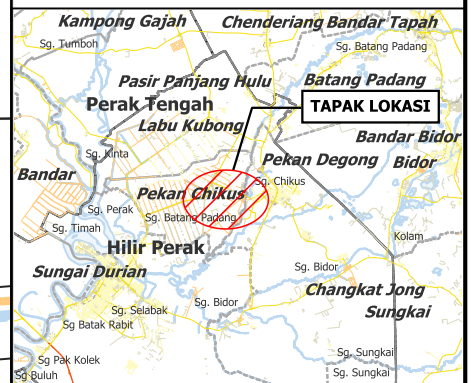 Kampong Gajah
Chenderiang Bandar Tapah
Sg. Tumboh
Sg. Batang Padang
Pasir Panjang Hulu
Batang Padang
Perak Tengah
TAPAK LOKASI
Labu Kubong
Bandar Bidor
Sg. Kinta
Pekan Degong
Bidor
Bandar
Sg. Chikus
Pekan Chikus
Sg. Perak
Sg. Batang Padang
Sg. Timah
Kolam
Hilir Perak
Sungai Durian
Sg. Bidor
Changkat Jong
Sg. Bidor
Sg. Selabak
Sungkai
Sg Batak Rabit
Sg. Sungkai
Sg Pak Kolek
Sg Buluh
Sg. Sungkai